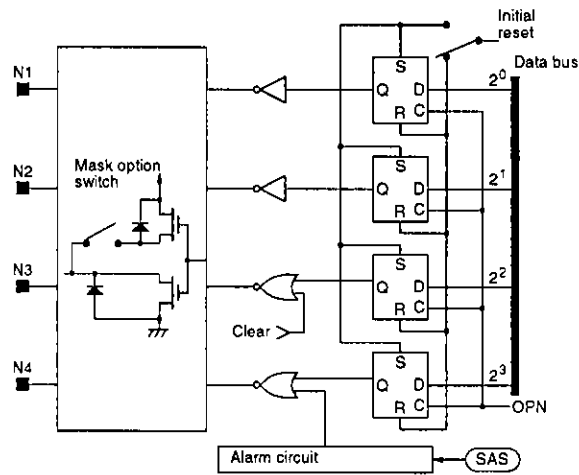 Initial
reset
Data bus
N1
S
Q
D
2⁰
R
C
N2
Mask option
switch
S
Q
D
2¹
R
C
N3
S
Q
D
2²
R
C
Clear
N4
S
Q
D
2³
R
C
OPN
Alarm circuit
SAS